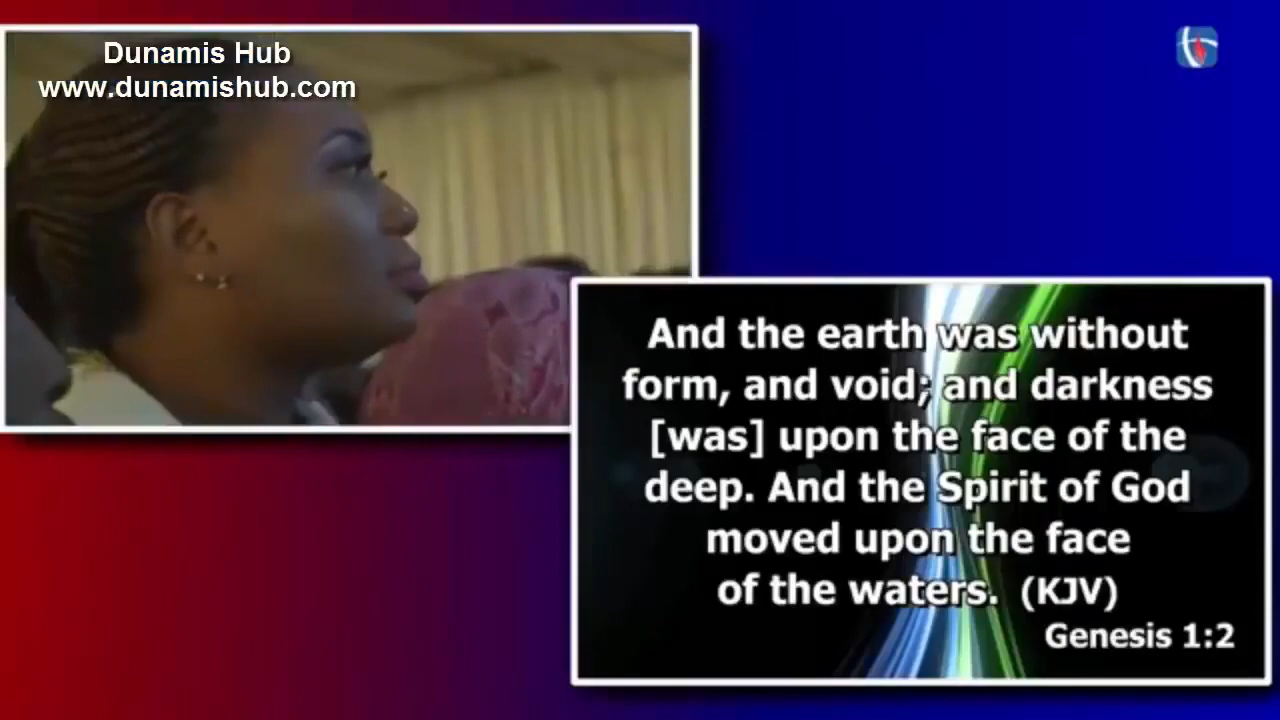 Dunamis Hub
www.dunamishub.com
And the earth was without
form, and void; and darkness
[was] upon the face of the
deep. And the Spirit of God
moved upon the face
of the waters. (KJV)
Genesis 1:2